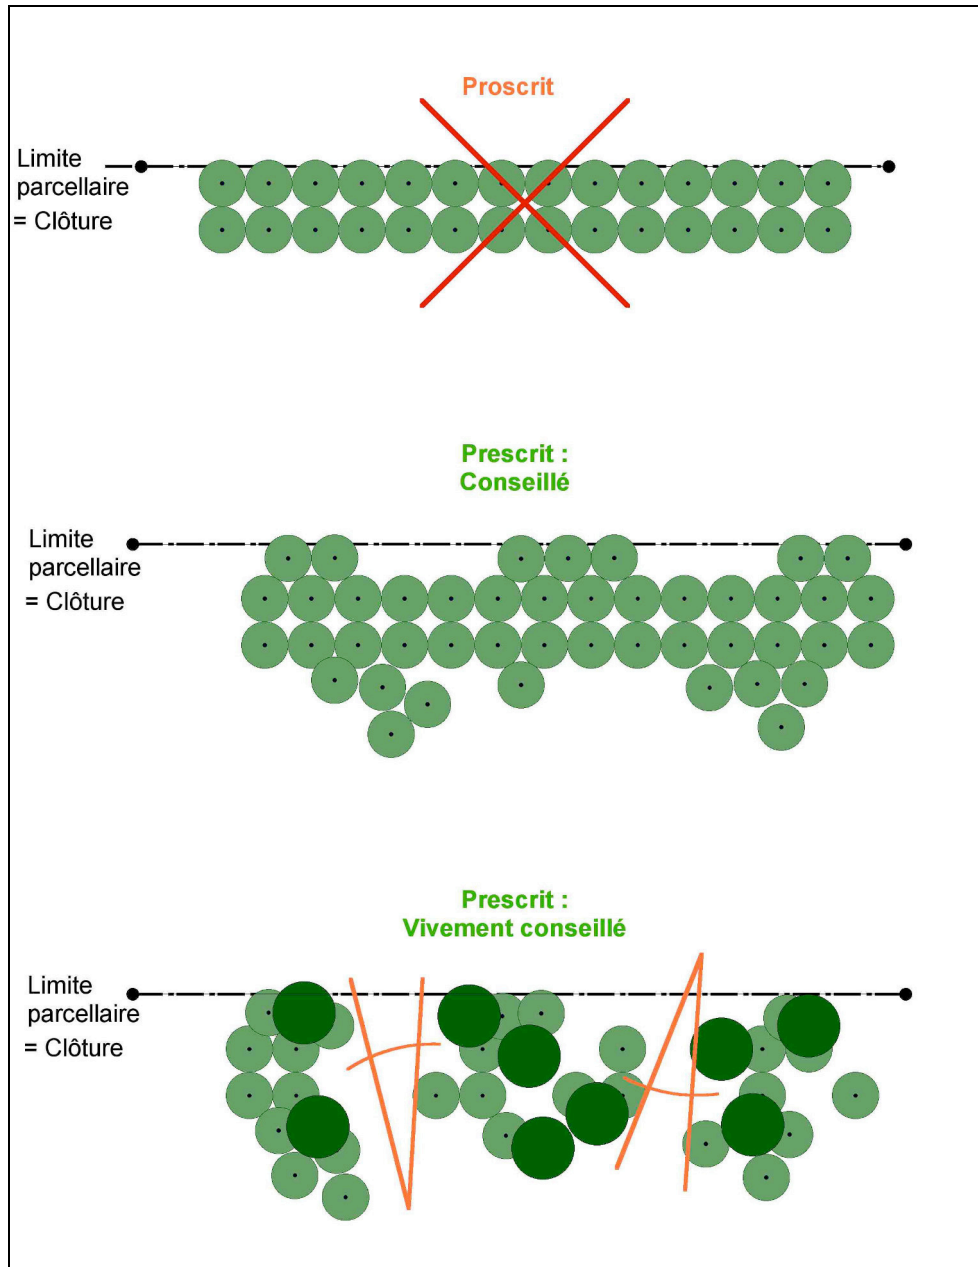 Proscrit
Limite
parcellaire
= Clôture
Prescrit :
Conseillé
Limite
parcellaire
= Clôture
Prescrit :
Vivement conseillé
Limite
parcellaire
= Clôture